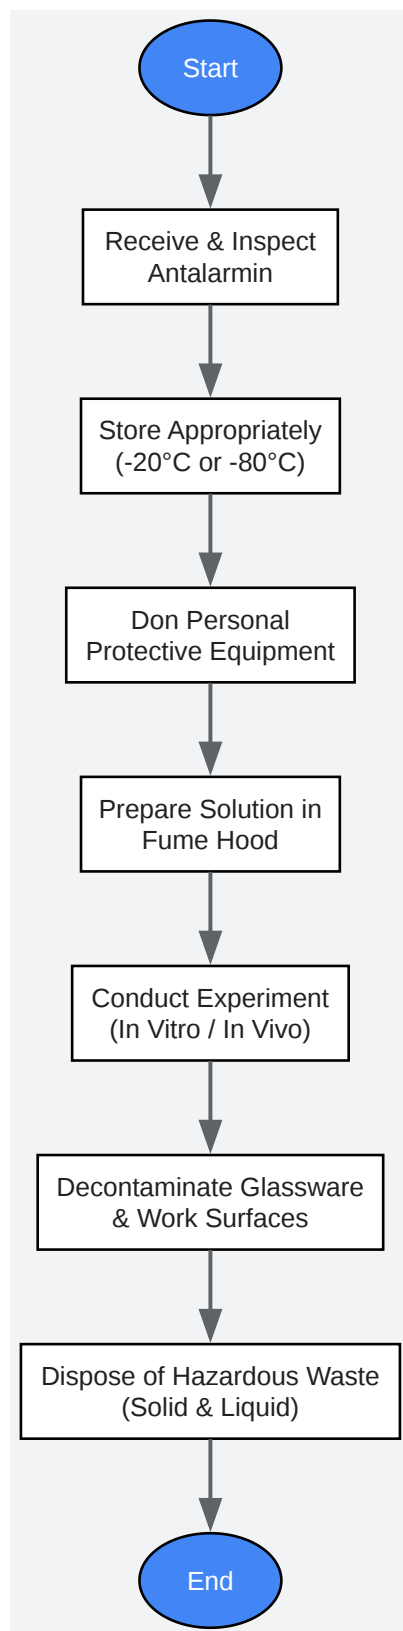 Start
Receive & Inspect
Antalarmin
Store Appropriately
(-20°C or -80°C)
Don Personal
Protective Equipment
Prepare Solution in
Fume Hood
Conduct Experiment
(In Vitro / In Vivo)
Decontaminate Glassware
& Work Surfaces
Dispose of Hazardous Waste
(Solid & Liquid)
End